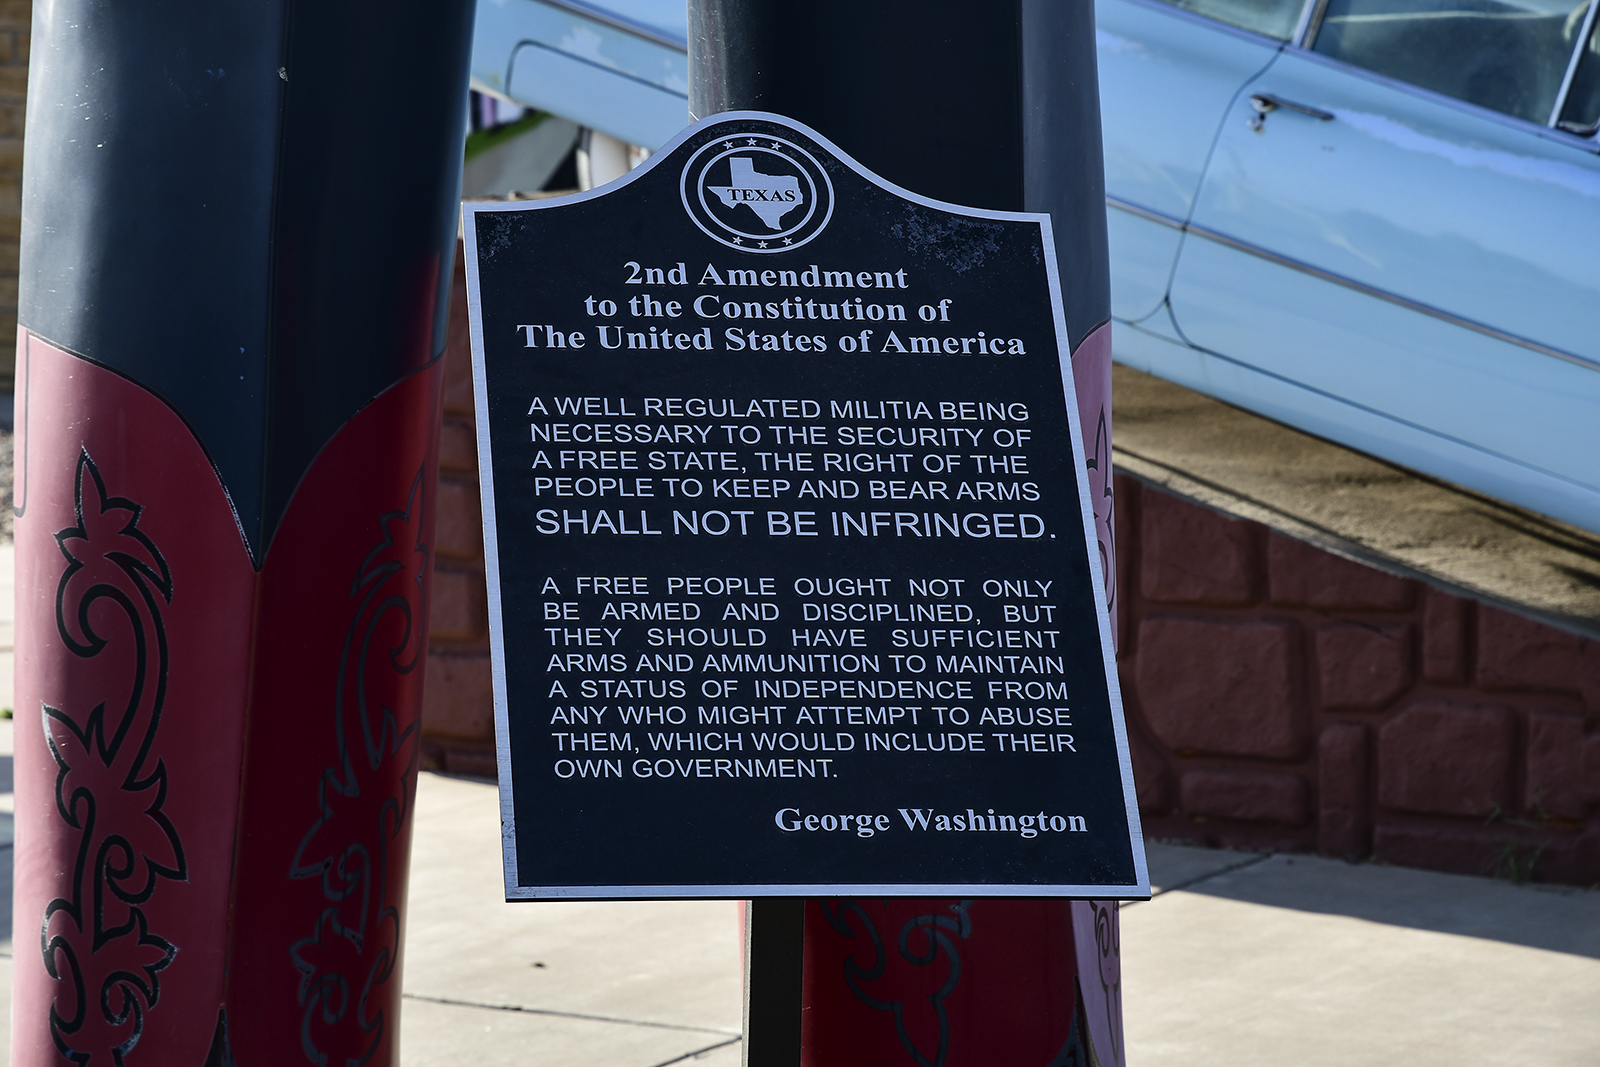 TEXAS
2nd Amendment
to the Constitution of
The United States of America
A WELL REGULATED MILITIA BEING
NECESSARY TO THE SECURITY OF
A FREE STATE, THE RIGHT OF THE
PEOPLE TO KEEP AND BEAR ARMS
SHALL NOT BE INFRINGED.
A FREE PEOPLE OUGHT NOT ONLY
BE ARMED AND DISCIPLINED, BUT
THEY SHOULD HAVE SUFFICIENT
ARMS AND AMMUNITION TO MAINTAIN
A STATUS OF INDEPENDENCE FROM
ANY WHO MIGHT ATTEMPT TO ABUSE
THEM, WHICH WOULD INCLUDE THEIR
OWN GOVERNMENT.
George Washington